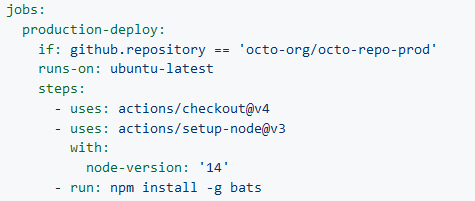 jobs:
  production-deploy:
    if: github.repository == 'octo-org/octo-repo-prod'
    runs-on: ubuntu-latest
    steps:
      - uses: actions/checkout@v4
      - uses: actions/setup-node@v3
        with:
          node-version: '14'
      - run: npm install -g bats